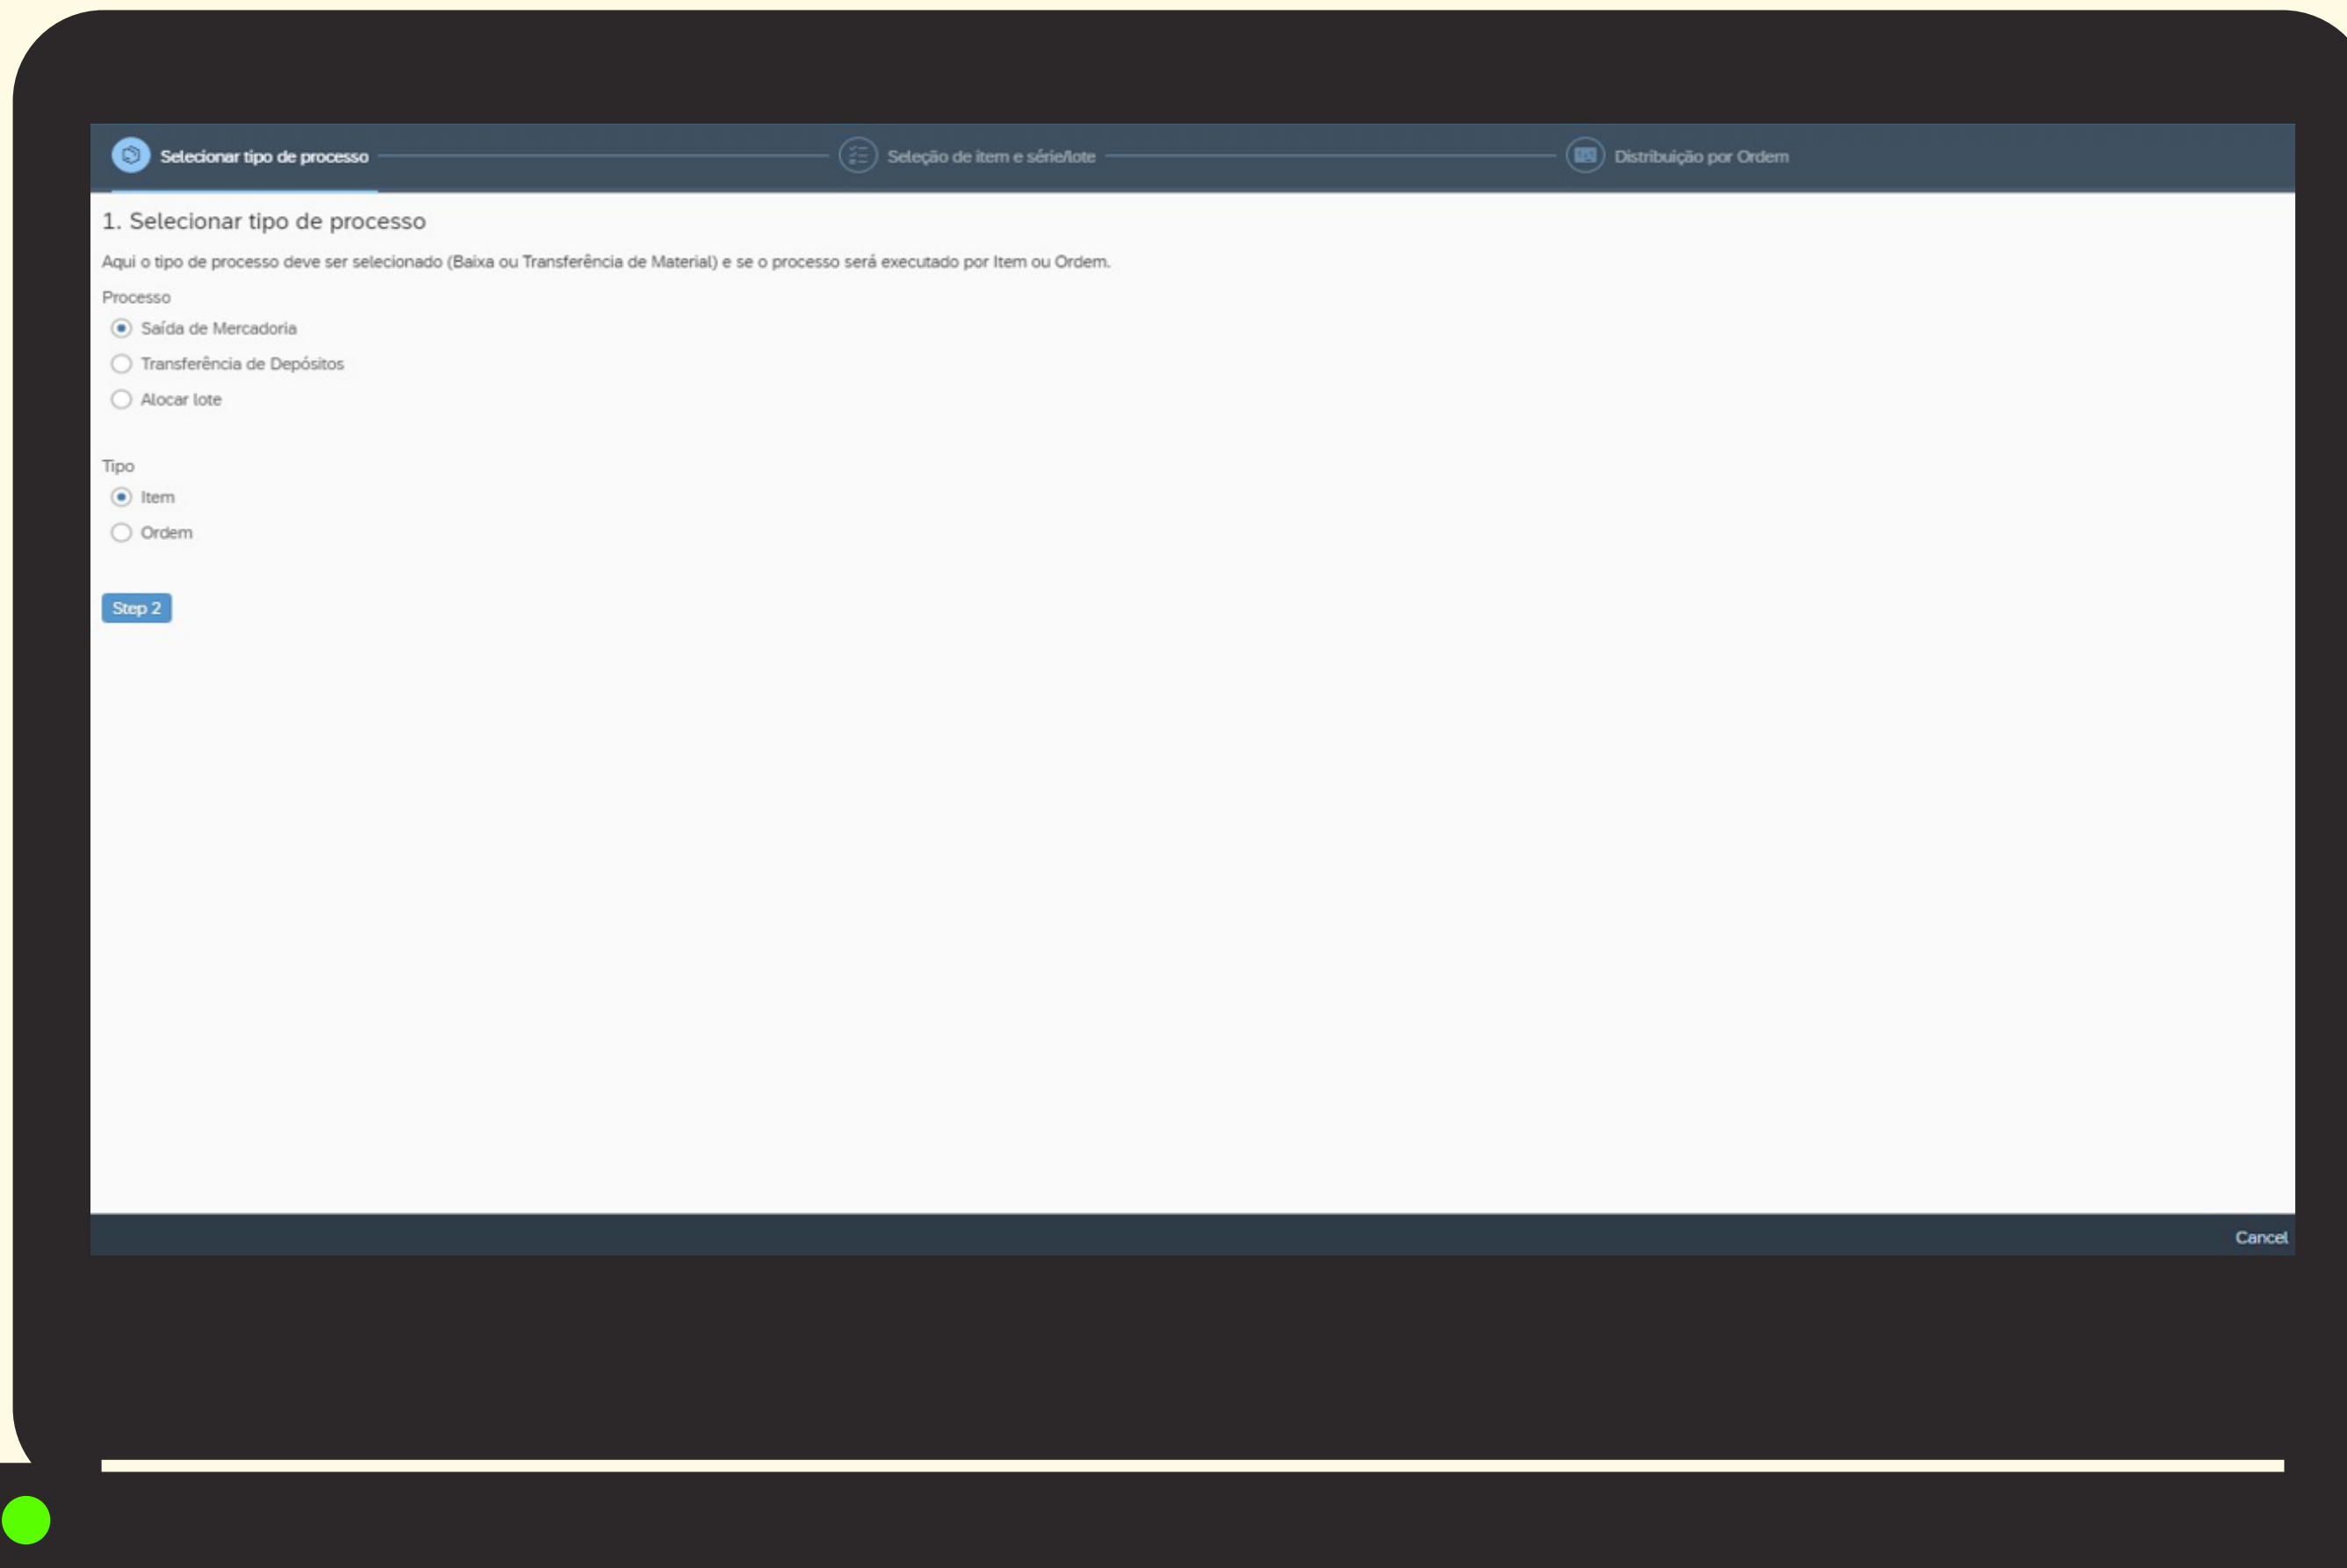 Selecionar tipo de processo
Seleção de item e série/lote
Distribuição por Ordem
1. Selecionar tipo de processo
Aqui o tipo de processo deve ser selecionado (Baixa ou Transferência de Material) e se o processo será executado por Item ou Ordem.
Processo
Saída de Mercadoria
Transferência de Depósitos
Alocar lote
Tipo
Item
Ordem
Step 2
Cancel